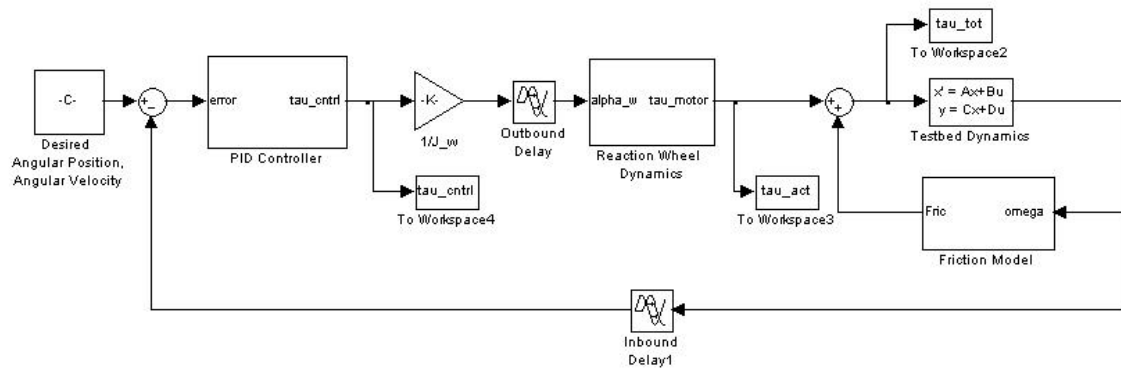 tau_tot
To Workspace2
-C-
Desired
Angular Position,
Angular Velocity
+
−
error
tau_cntrl
PID Controller
-K-
1/J_w
Outbound
Delay
alpha_w
tau_motor
Reaction Wheel
Dynamics
+
+
x' = Ax+Bu
y = Cx+Du
Testbed Dynamics
tau_cntrl
To Workspace4
tau_act
To Workspace3
Fric
omega
Friction Model
Inbound
Delay1